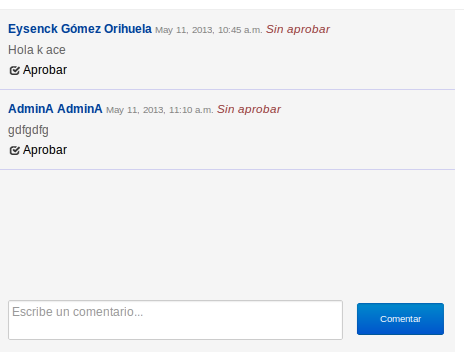 Eysenck Gómez Orihuela May 11, 2013, 10:45 a.m. Sin aprobar
Hola k ace
Aprobar
AdminA AdminA May 11, 2013, 11:10 a.m. Sin aprobar
gdfgdfg
Aprobar
Escribe un comentario... Comentar